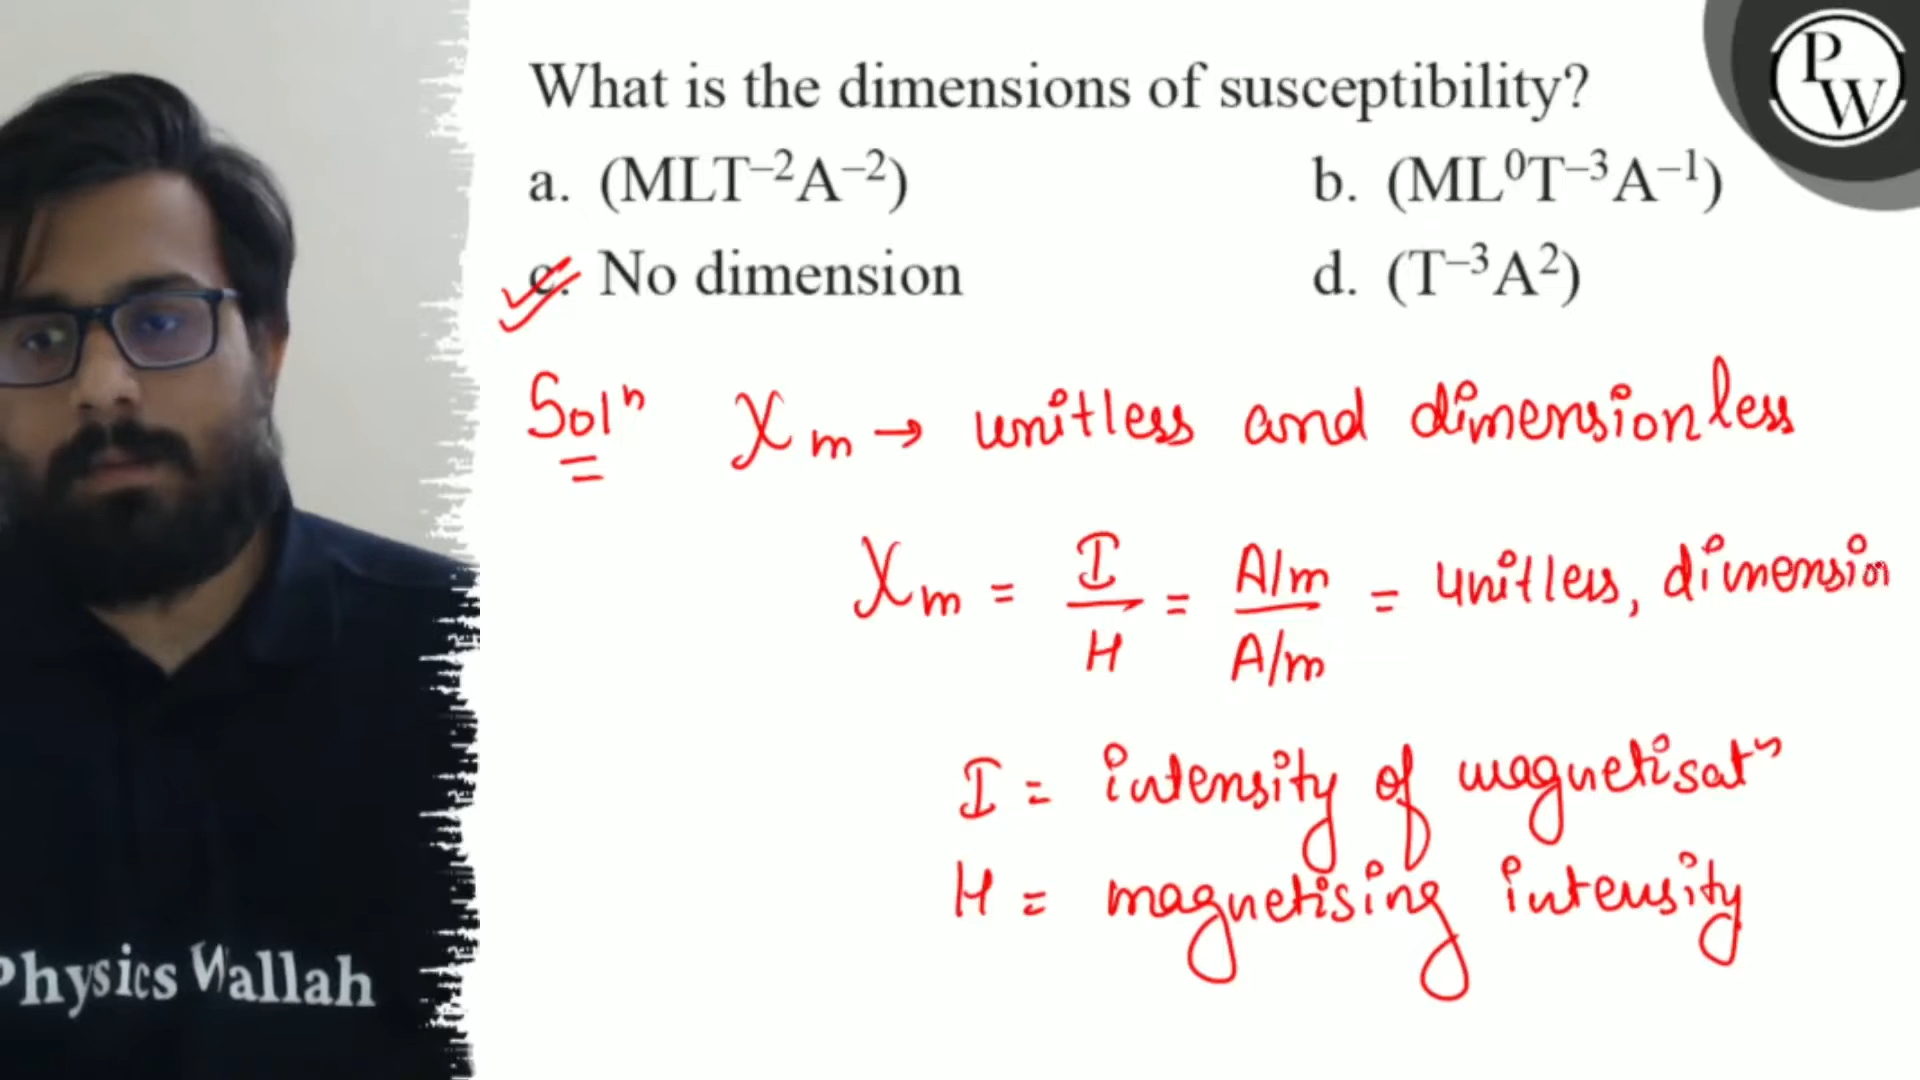 PW
What is the dimensions of susceptibility?
a. (MLT⁻²A⁻²) b. (ML⁰T⁻³A⁻¹)
c. No dimension d. (T⁻³A²)
Solⁿ χm → unitless and dimensionless
χm = I/H = A/m / A/m = unitless, dimension
I = intensity of magnetisatⁿ
H = magnetising intensity
Physics Wallah